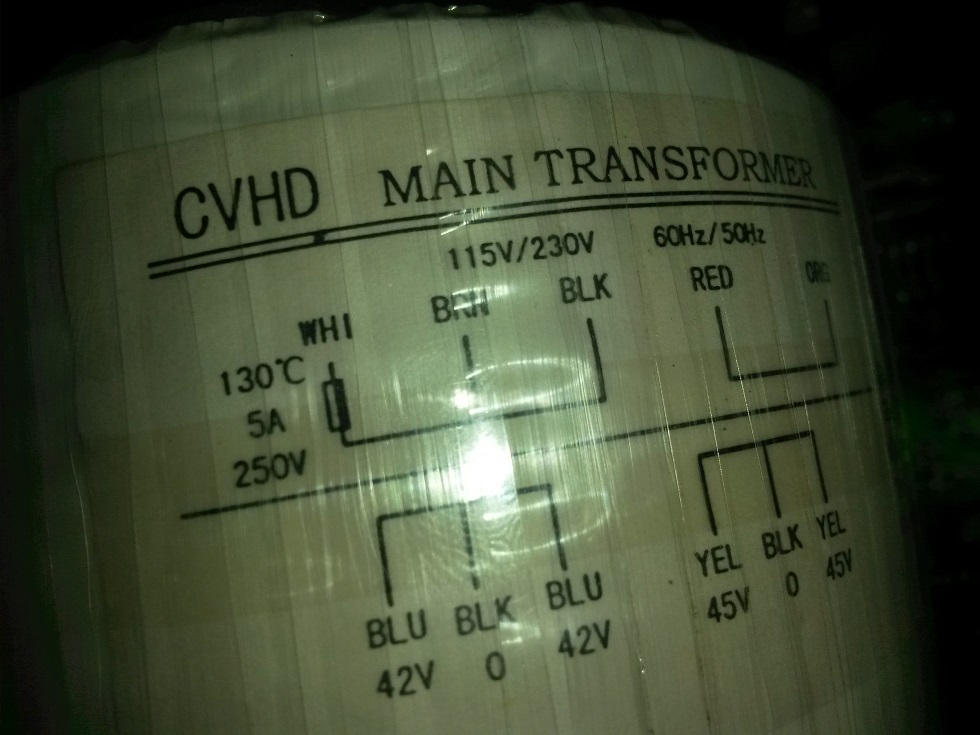 CVHD MAIN TRANSFORMER
115V/230V 60Hz/50Hz
WHI BRN BLK RED ORG
130℃
5A
250V
BLU BLK BLU YEL BLK YEL
42V 0 42V 45V 0 45V